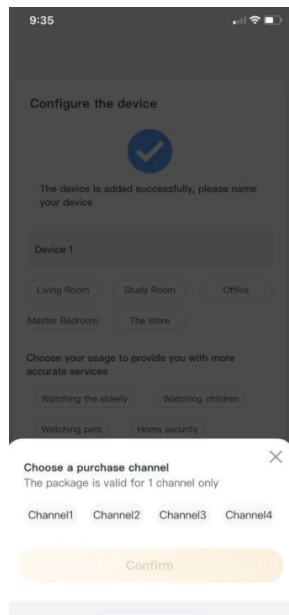 9:35
Configure the device
The device is added successfully, please name
your device
Device 1
Living Room Study Room Office
Master Bedroom The store
Choose your usage to provide you with more
accurate services
Watching the elderly Watching children
Watching pets Home security
Choose a purchase channel
The package is valid for 1 channel only
Channel1 Channel2 Channel3 Channel4
Confirm